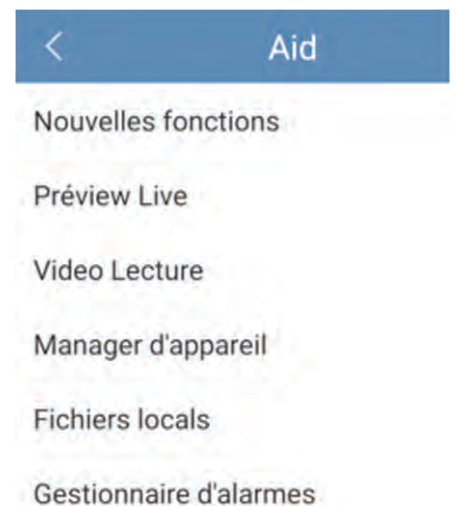 Aid
Nouvelles fonctions
Préview Live
Video Lecture
Manager d'appareil
Fichiers locals
Gestionnaire d'alarmes